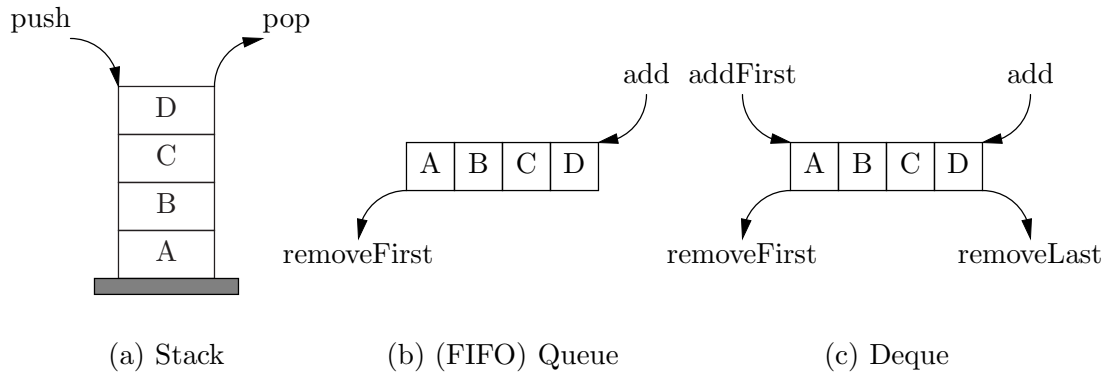 push
pop
D
C
B
A
(a) Stack
add
A B C D
removeFirst
(b) (FIFO) Queue
addFirst
add
A B C D
removeFirst
removeLast
(c) Deque